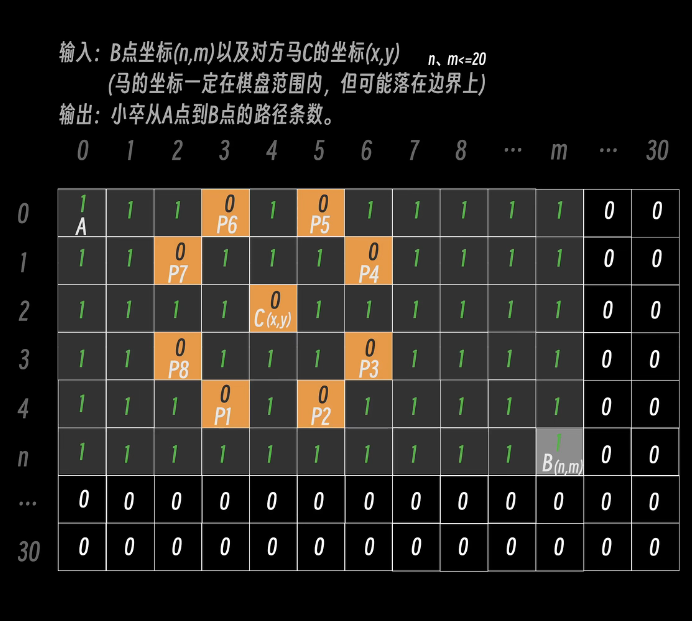 输入：B点坐标(n,m)以及对方马C的坐标(x,y) n、m<=20
(马的坐标一定在棋盘范围内，但可能落在边界上)
输出：小卒从A点到B点的路径条数。
0 1 2 3 4 5 6 7 8 ... m ... 30
0 1 1 1 0 1 0 1 1 1 1 1 0 0
A P6 P5
1 1 1 0 1 1 1 0 1 1 1 1 0 0
P7 P4
2 1 1 1 1 0 1 1 1 1 1 1 0 0
C(x,y)
3 1 1 0 1 1 1 0 1 1 1 1 0 0
P8 P3
4 1 1 1 0 1 0 1 1 1 1 1 0 0
P1 P2
n 1 1 1 1 1 1 1 1 1 1 1 0 0
B(n,m)
... 0 0 0 0 0 0 0 0 0 0 0 0 0
30 0 0 0 0 0 0 0 0 0 0 0 0 0